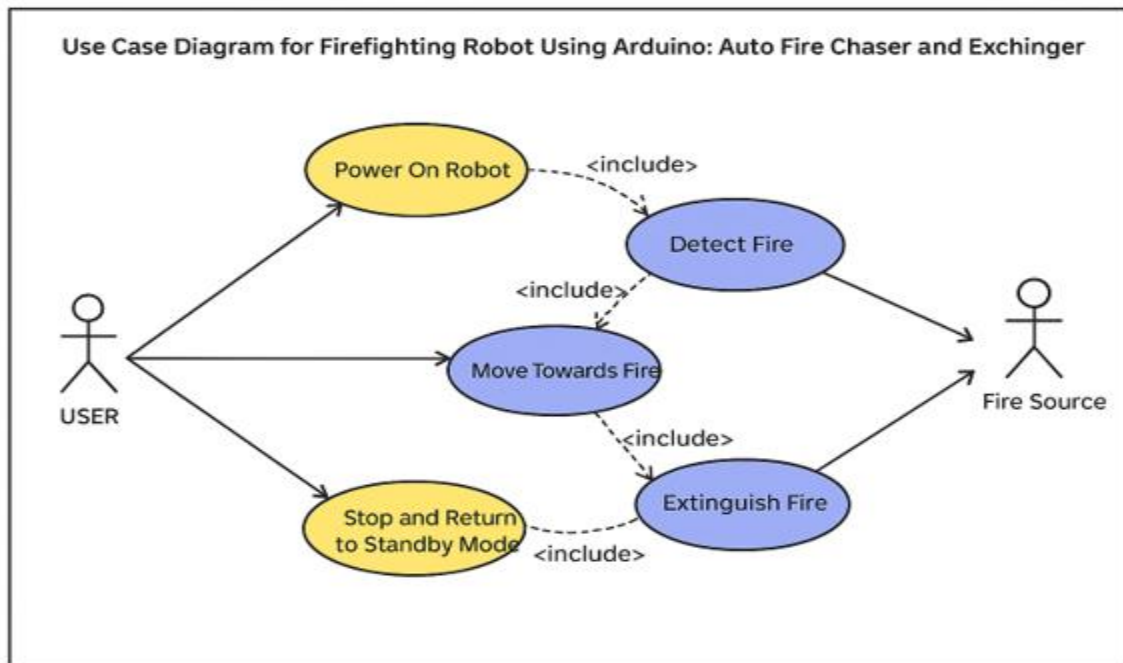 Use Case Diagram for Firefighting Robot Using Arduino: Auto Fire Chaser and Exchinger
Power On Robot
<include>
Detect Fire
<include>
Move Towards Fire
USER
Fire Source
<include>
Extinguish Fire
Stop and Return
to Standby Mode
<include>